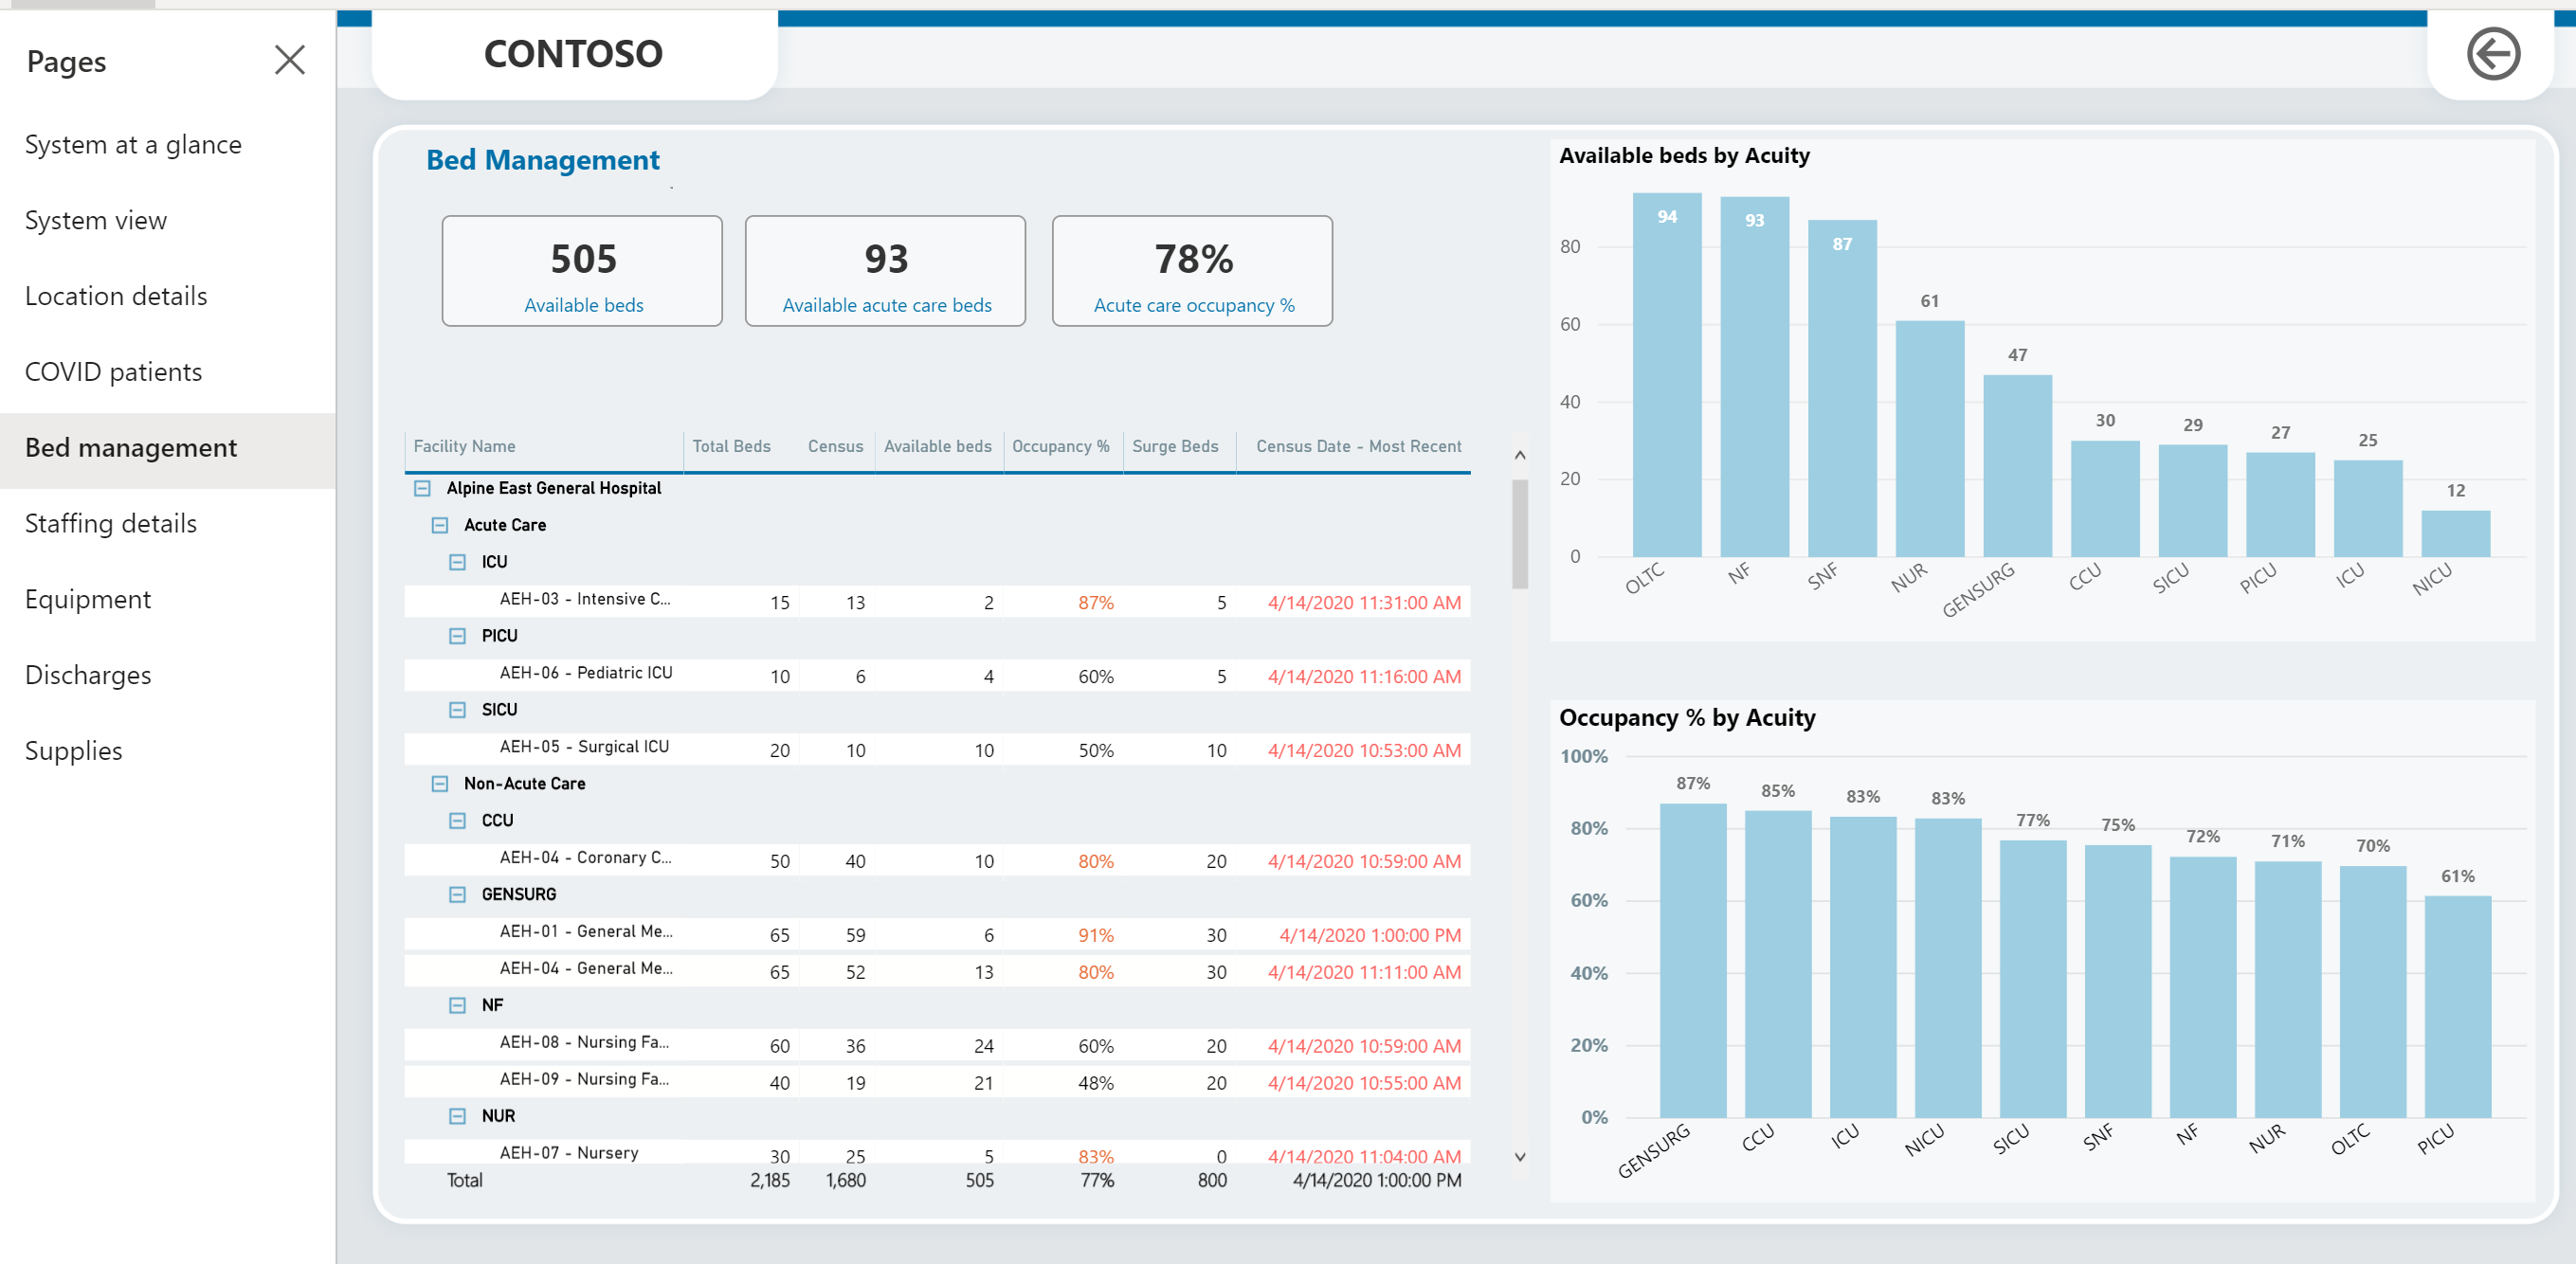 Pages
System at a glance
System view
Location details
COVID patients
Bed management
Staffing details
Equipment
Discharges
Supplies
CONTOSO
Bed Management
505
Available beds
93
Available acute care beds
78%
Acute care occupancy %
Facility Name Total Beds Census Available beds Occupancy % Surge Beds Census Date - Most Recent
Alpine East General Hospital
Acute Care
ICU
AEH-03 - Intensive C... 15 13 2 87% 5 4/14/2020 11:31:00 AM
PICU
AEH-06 - Pediatric ICU 10 6 4 60% 5 4/14/2020 11:16:00 AM
SICU
AEH-05 - Surgical ICU 20 10 10 50% 10 4/14/2020 10:53:00 AM
Non-Acute Care
CCU
AEH-04 - Coronary C... 50 40 10 80% 20 4/14/2020 10:59:00 AM
GENSURG
AEH-01 - General Me... 65 59 6 91% 30 4/14/2020 1:00:00 PM
AEH-04 - General Me... 65 52 13 80% 30 4/14/2020 11:11:00 AM
NF
AEH-08 - Nursing Fa... 60 36 24 60% 20 4/14/2020 10:59:00 AM
AEH-09 - Nursing Fa... 40 19 21 48% 20 4/14/2020 10:55:00 AM
NUR
AEH-07 - Nursery 30 25 5 83% 0 4/14/2020 11:04:00 AM
Total 2,185 1,680 505 77% 800 4/14/2020 1:00:00 PM
Available beds by Acuity
80
60
40
20
0
94 93 87 61 47 30 29 27 25 12
OLTC NF SNF NUR GENSURG CCU SICU PICU ICU NICU
Occupancy % by Acuity
100%
80%
60%
40%
20%
0%
87% 85% 83% 83% 77% 75% 72% 71% 70% 61%
GENSURG CCU ICU NICU SICU SNF NF NUR OLTC PICU